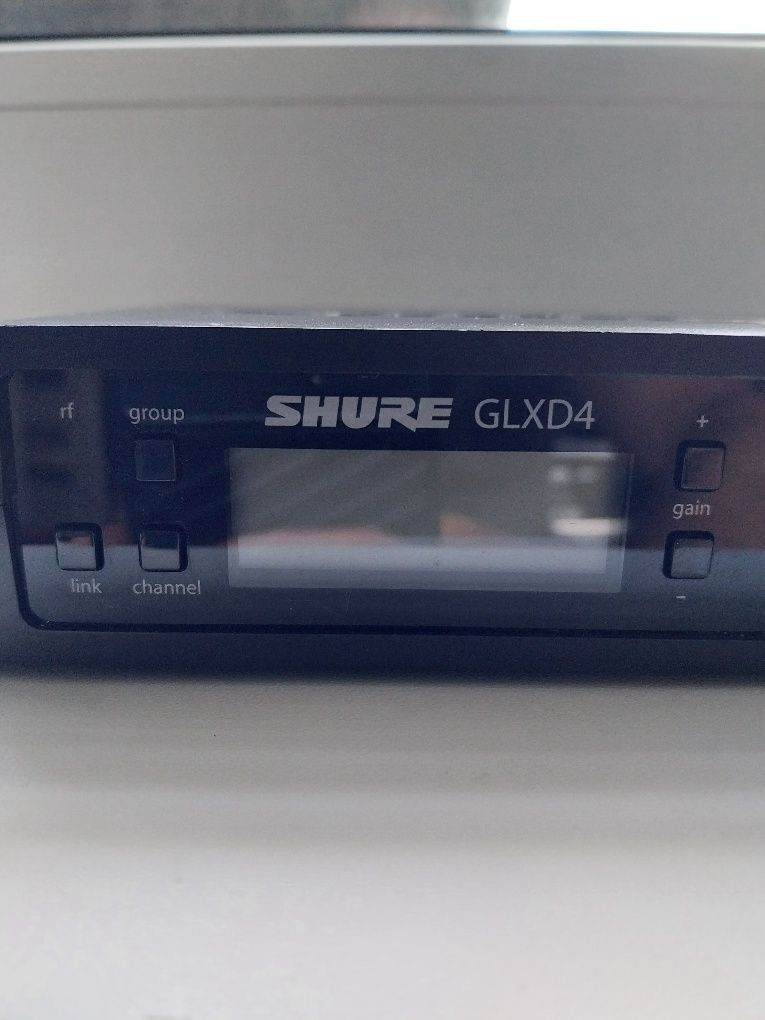 rf
group
SHURE GLXD4
+
gain
-
link
channel